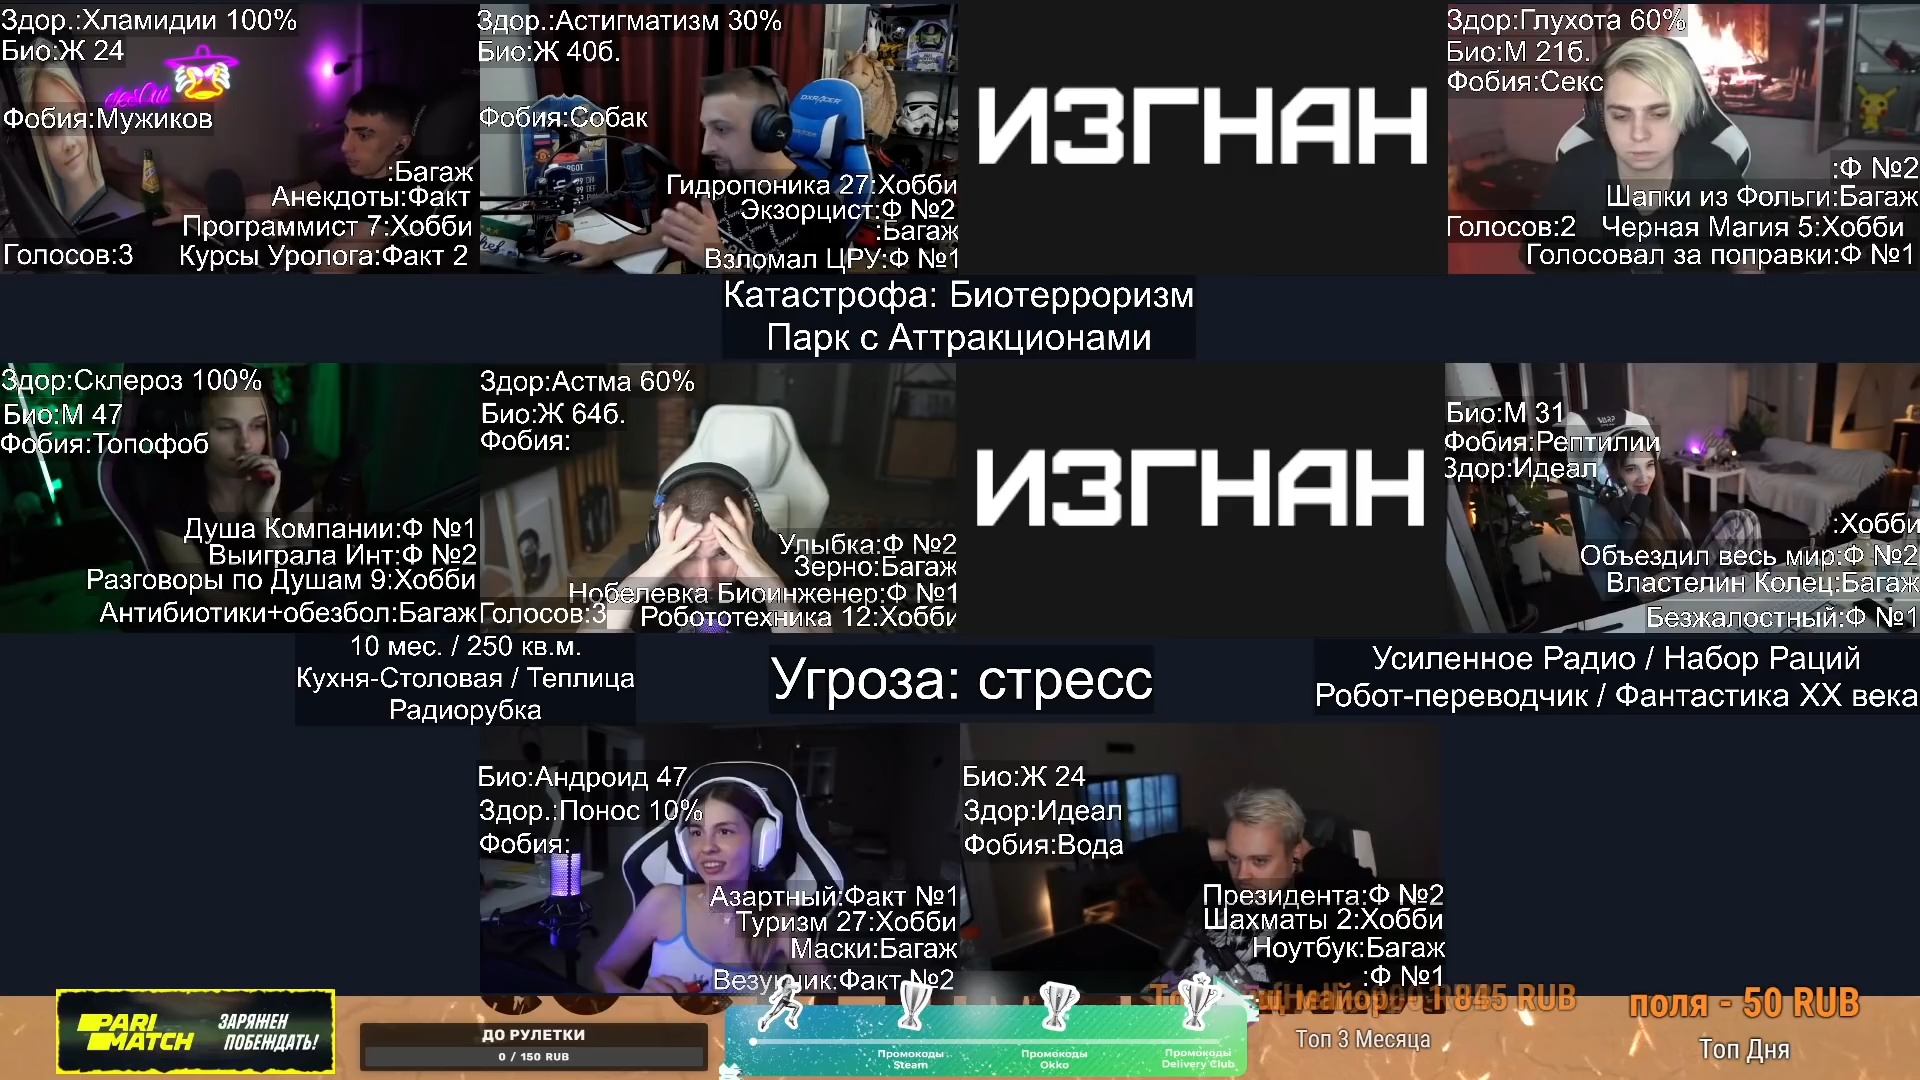 Здор.:Хламидии 100%
Био:Ж 24
Фобия:Мужиков
:Багаж
Анекдоты:Факт
Программист 7:Хобби
Голосов:3
Курсы Уролога:Факт 2
Здор.:Астигматизм 30%
Био:Ж 40б.
Фобия:Собак
Гидропоника 27:Хобби
Экзорцист:Ф №2
:Багаж
Взломал ЦРУ:Ф №1
ИЗГНАН
Здор:Глухота 60%
Био:М 21б.
Фобия:Секс
:Ф №2
Шапки из Фольги:Багаж
Голосов:2
Черная Магия 5:Хобби
Голосовал за поправки:Ф №1
Катастрофа: Биотерроризм
Парк с Аттракционами
Здор:Склероз 100%
Био:М 47
Фобия:Топофоб
Душа Компании:Ф №1
Выиграла Инт:Ф №2
Разговоры по Душам 9:Хобби
Антибиотики+обезбол:Багаж
Здор:Астма 60%
Био:Ж 64б.
Фобия:
Улыбка:Ф №2
Зерно:Багаж
Нобелевка Биоинженер:Ф №1
Голосов:3
Робототехника 12:Хобби
ИЗГНАН
Био:М 31
Фобия:Рептилии
Здор:Идеал
:Хобби
Объездил весь мир:Ф №2
Властелин Колец:Багаж
Безжалостный:Ф №1
10 мес. / 250 кв.м.
Кухня-Столовая / Теплица
Радиорубка
Угроза: стресс
Усиленное Радио / Набор Раций
Робот-переводчик / Фантастика XX века
Био:Андроид 47
Здор.:Понос 10%
Фобия:
Азартный:Факт №1
Туризм 27:Хобби
Маски:Багаж
Везунчик:Факт №2
Био:Ж 24
Здор:Идеал
Фобия:Вода
Президента:Ф №2
Шахматы 2:Хобби
Ноутбук:Багаж
:Ф №1
PARI MATCH
ЗАРЯЖЕН ПОБЕЖДАТЬ!
ДО РУЛЕТКИ
0 / 150 RUB
Промокоды Steam
Промокоды Okko
Промокоды Delivery Club
845 RUB
Топ 3 Месяца
поля - 50 RUB
Топ Дня